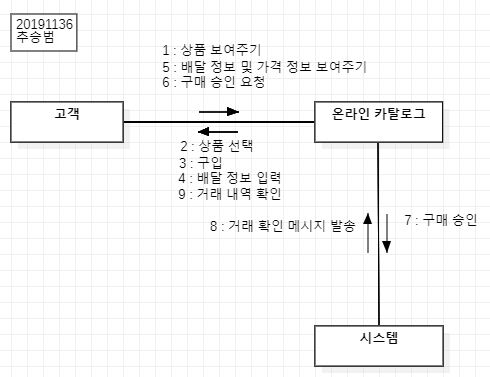 20191136
추승범
1 : 상품 보여주기
5 : 배달 정보 및 가격 정보 보여주기
6 : 구매 승인 요청
고객
온라인 카탈로그
2 : 상품 선택
3 : 구입
4 : 배달 정보 입력
9 : 거래 내역 확인
8 : 거래 확인 메시지 발송
7 : 구매 승인
시스템